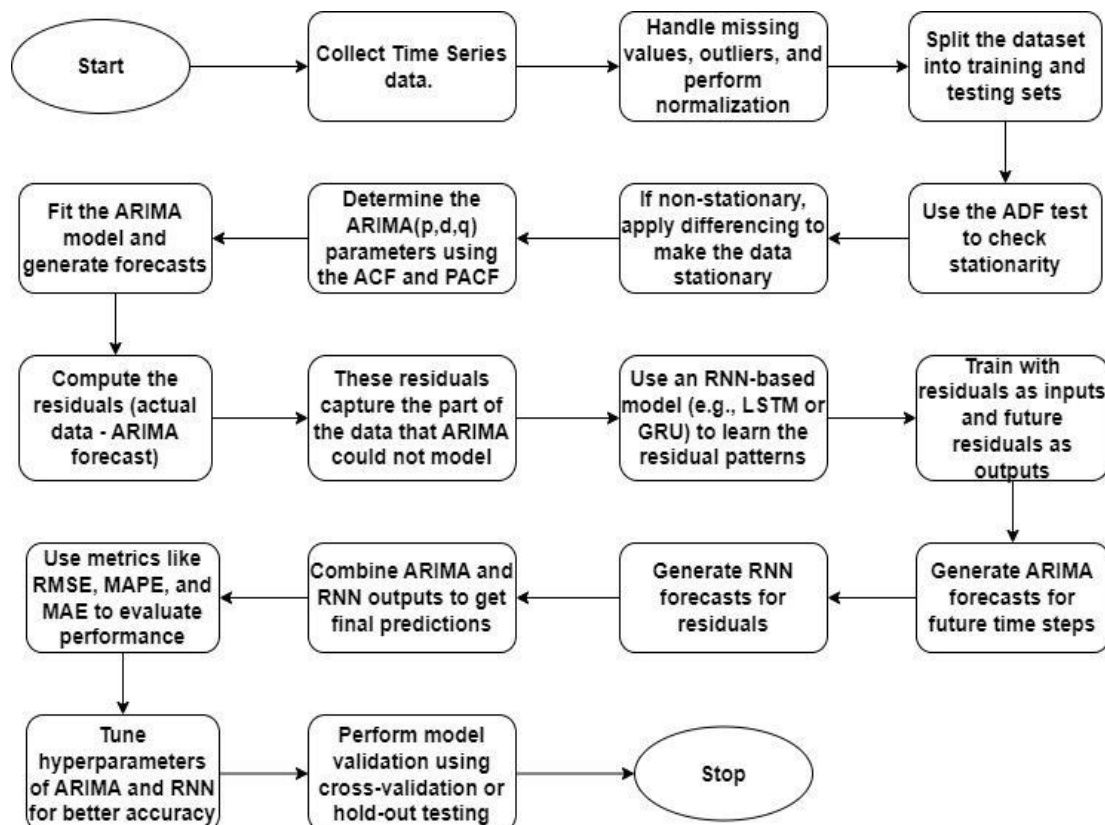 Start
Collect Time Series
data.
Handle missing
values, outliers, and
perform
normalization
Split the dataset
into training and
testing sets
Use the ADF test
to check
stationarity
If non-stationary,
apply differencing to
make the data
stationary
Determine the
ARIMA(p,d,q)
parameters using
the ACF and PACF
Fit the ARIMA
model and
generate forecasts
Compute the
residuals (actual
data - ARIMA
forecast)
These residuals
capture the part of
the data that ARIMA
could not model
Use an RNN-based
model (e.g., LSTM or
GRU) to learn the
residual patterns
Train with
residuals as inputs
and future
residuals as
outputs
Generate ARIMA
forecasts for
future time steps
Generate RNN
forecasts for
residuals
Combine ARIMA and
RNN outputs to get
final predictions
Use metrics like
RMSE, MAPE, and
MAE to evaluate
performance
Tune
hyperparameters
of ARIMA and RNN
for better accuracy
Perform model
validation using
cross-validation or
hold-out testing
Stop